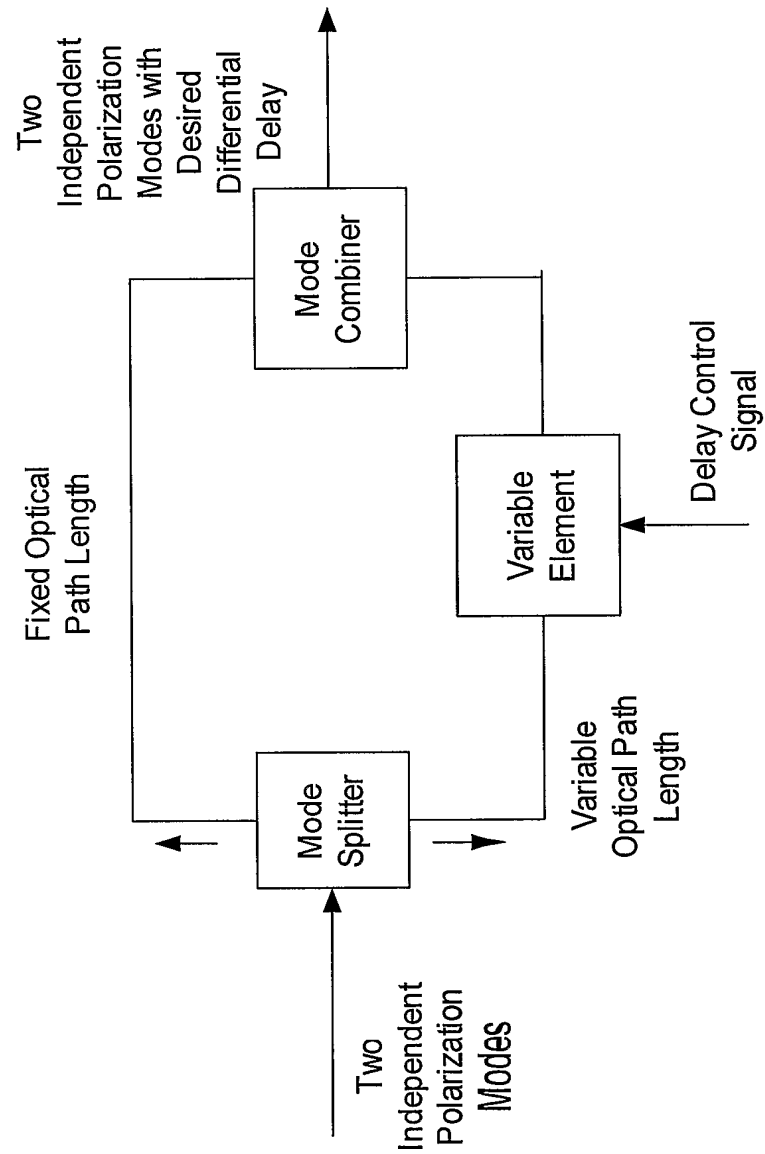 Two
Independent
Polarization
Modes
Mode
Splitter
Fixed Optical
Path Length
Variable
Optical Path
Length
Variable
Element
Delay Control
Signal
Mode
Combiner
Two
Independent
Polarization
Modes with
Desired
Differential
Delay